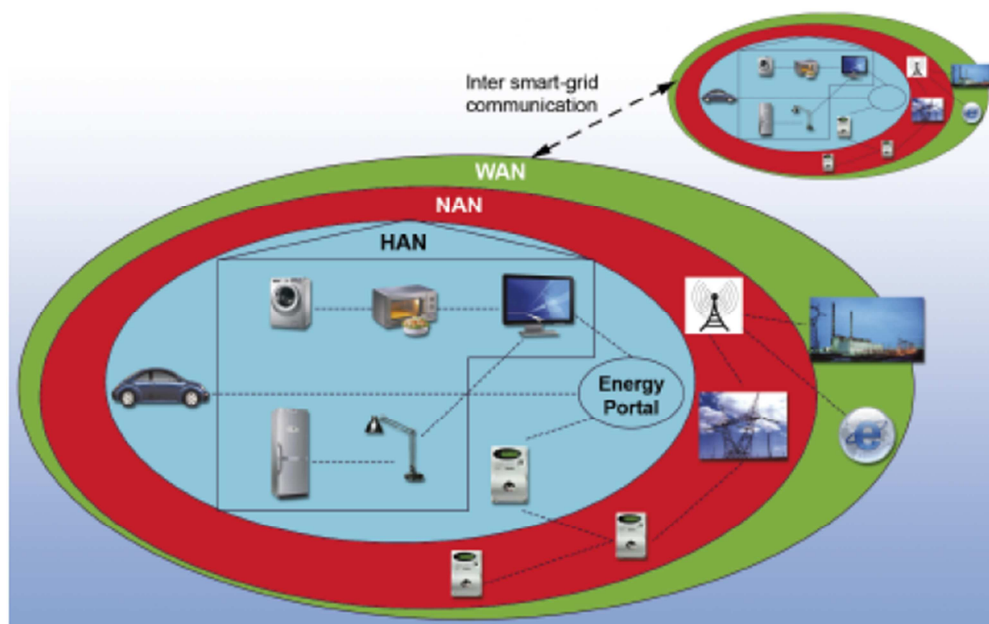 Inter smart-grid
communication
WAN
NAN
HAN
Energy
Portal